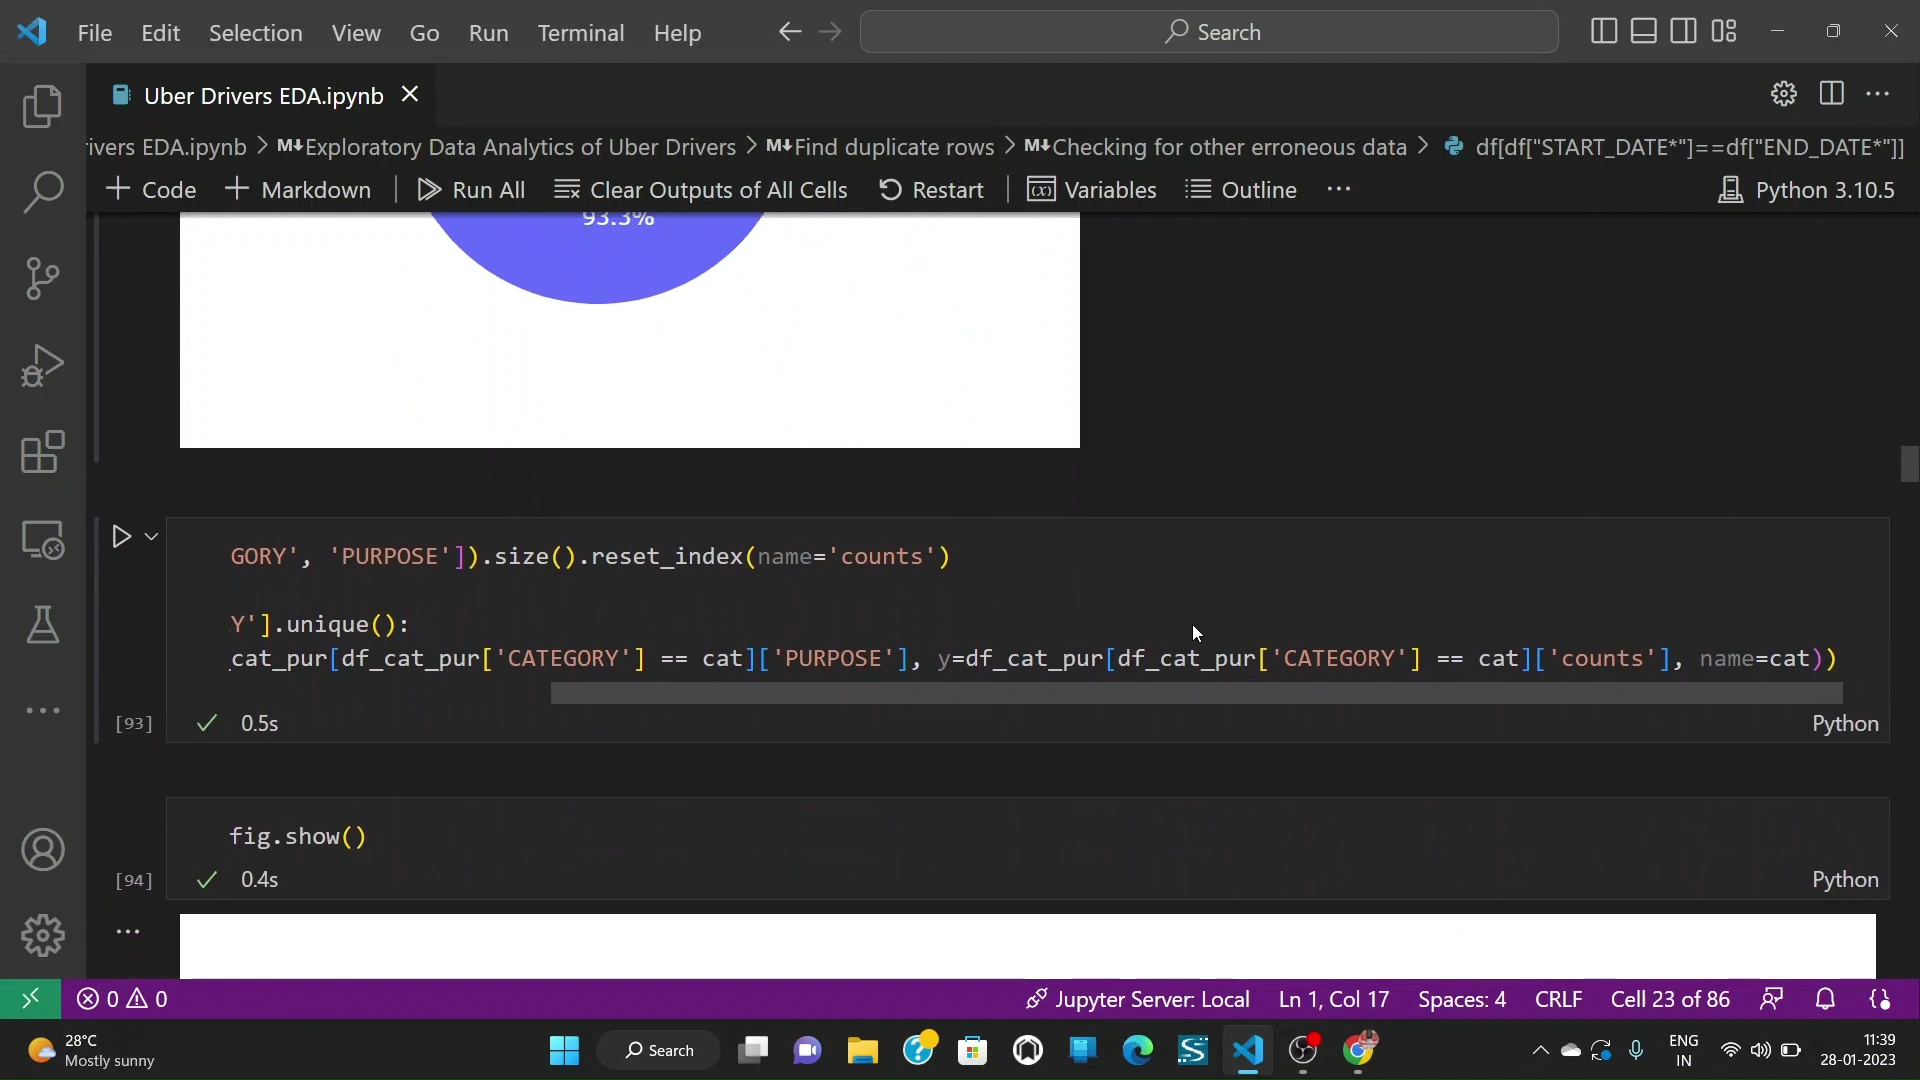 File Edit Selection View Go Run Terminal Help
Search
Uber Drivers EDA.ipynb
ivers EDA.ipynb > M↓Exploratory Data Analytics of Uber Drivers > M↓Find duplicate rows > M↓Checking for other erroneous data > df[df["START_DATE*"]==df["END_DATE*"]]
+ Code + Markdown | Run All Clear Outputs of All Cells Restart | (x) Variables Outline ··· Python 3.10.5
93.3%
GORY', 'PURPOSE']).size().reset_index(name='counts')
Y'].unique():
_cat_pur[df_cat_pur['CATEGORY'] == cat]['PURPOSE'], y=df_cat_pur[df_cat_pur['CATEGORY'] == cat]['counts'], name=cat))
[93] ✓ 0.5s Python
fig.show()
[94] ✓ 0.4s Python
···
0 0 Jupyter Server: Local Ln 1, Col 17 Spaces: 4 CRLF Cell 23 of 86
28°C
Mostly sunny
Search
ENG
IN
11:39
28-01-2023